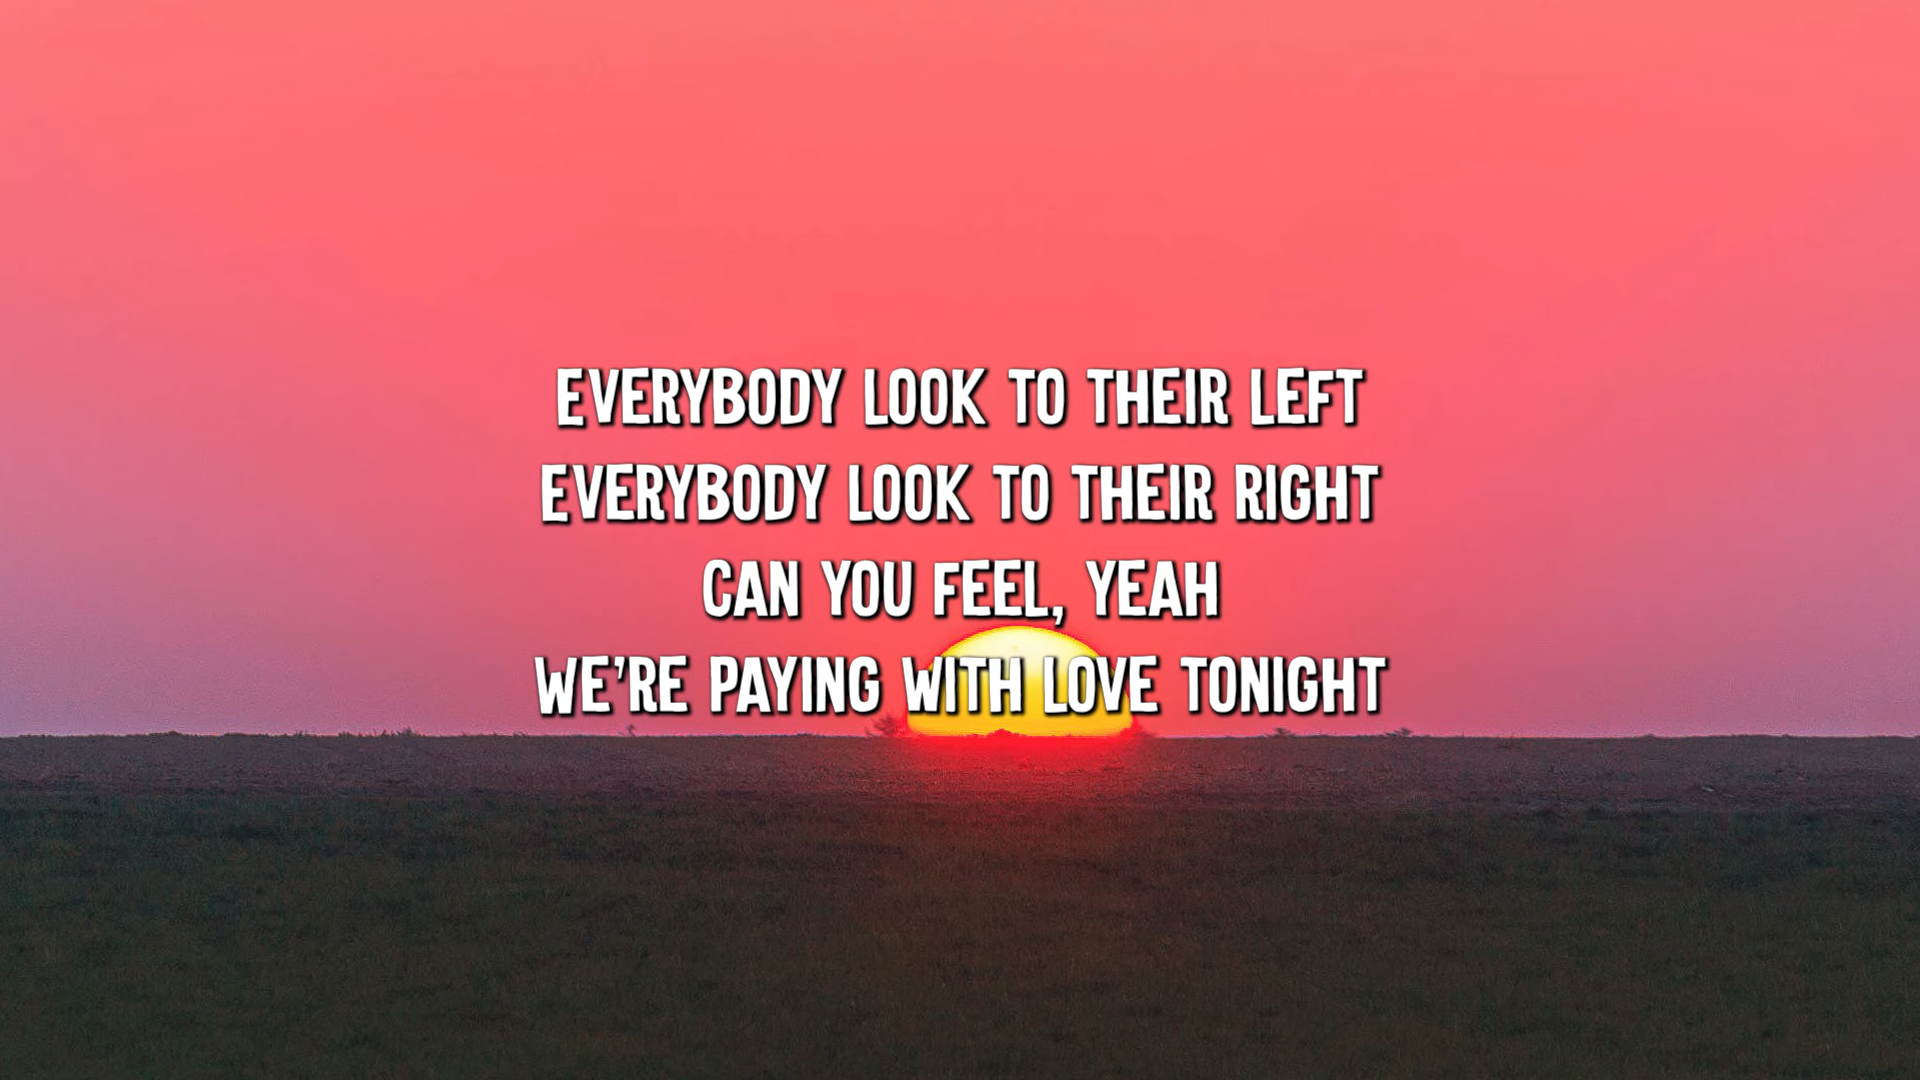 EVERYBODY LOOK TO THEIR LEFT
EVERYBODY LOOK TO THEIR RIGHT
CAN YOU FEEL, YEAH
WE'RE PAYING WITH LOVE TONIGHT